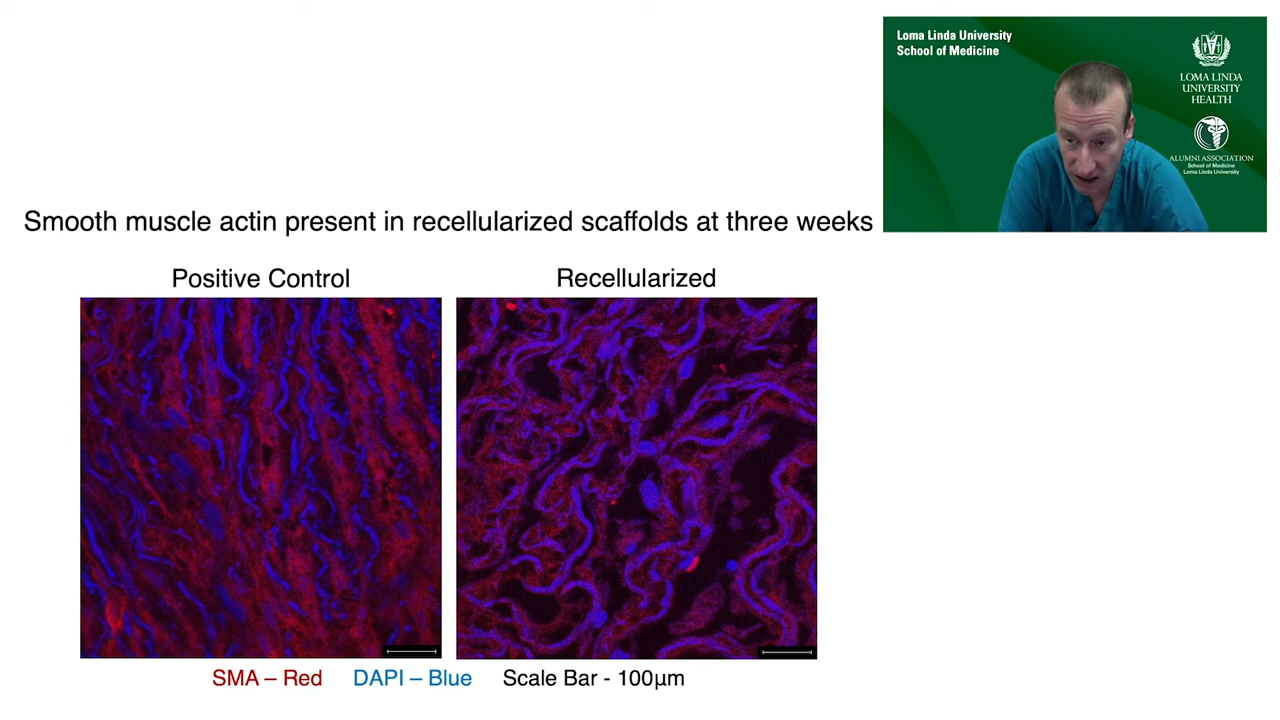 Loma Linda University
School of Medicine
LOMA LINDA
UNIVERSITY
HEALTH
ALUMNI ASSOCIATION
School of Medicine
Loma Linda University
Smooth muscle actin present in recellularized scaffolds at three weeks
Positive Control
Recellularized
SMA – Red
DAPI – Blue
Scale Bar - 100µm